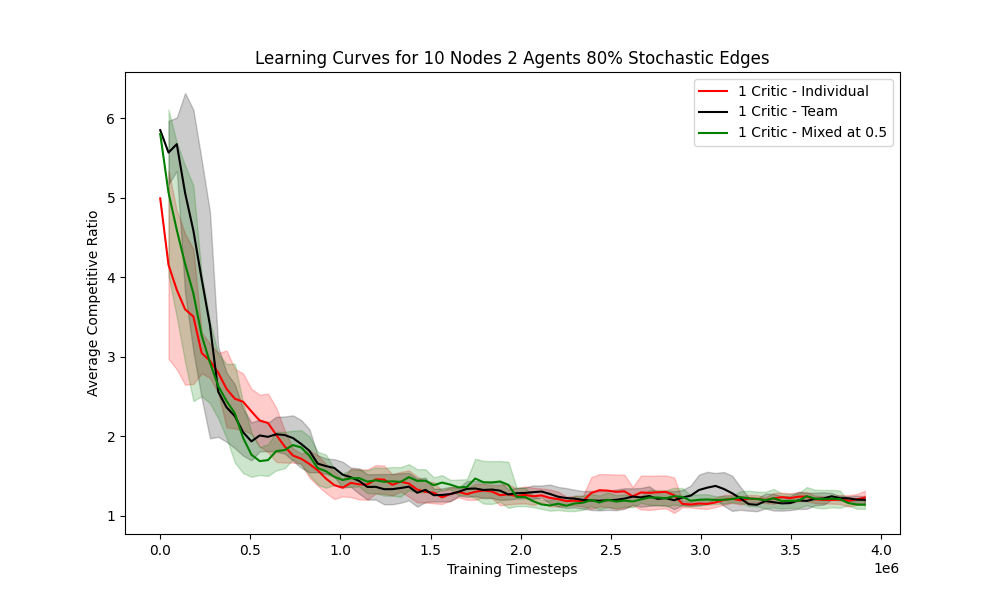 Learning Curves for 10 Nodes 2 Agents 80% Stochastic Edges
1 Critic - Individual
1 Critic - Team
1 Critic - Mixed at 0.5
Average Competitive Ratio
6
5
4
3
2
1
0.0 0.5 1.0 1.5 2.0 2.5 3.0 3.5 4.0
1e6
Training Timesteps